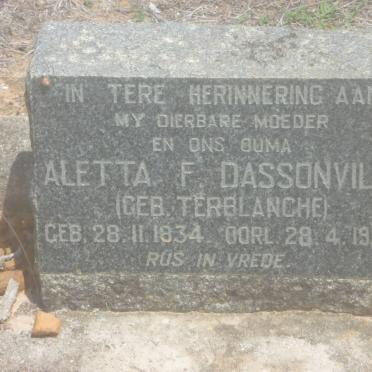 IN TERE HERINNERING AAN
MY DIERBARE MOEDER
EN ONS OUMA
ALETTA F. DASSONVIL
(GEB. TERBLANCHE)
GEB. 28.11.1934. OORL. 28.4.19
RUS IN VREDE.